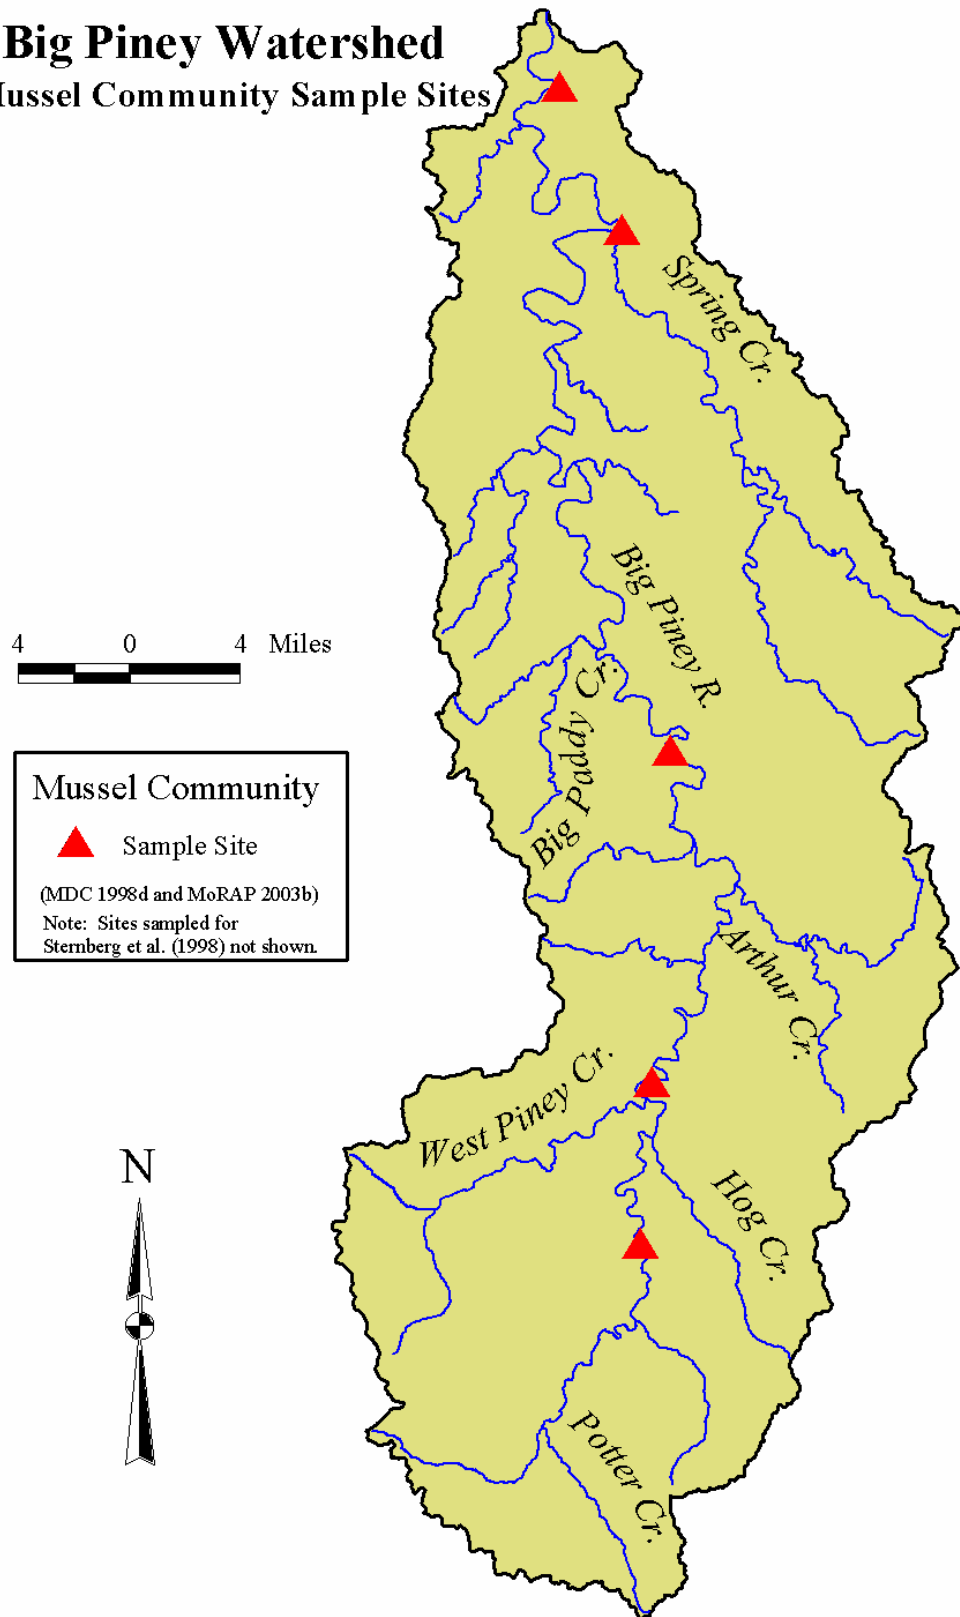 Big Piney Watershed
ussel Community Sample Sites
Spring Cr.
Big Piney R.
4 0 4 Miles
Big Paddy Cr.
Mussel Community
Sample Site
(MDC 1998d and MoRAP 2003b)
Note: Sites sampled for
Sternberg et al. (1998) not shown.
Arthur Cr.
West Piney Cr.
N
Hog Cr.
Potter Cr.